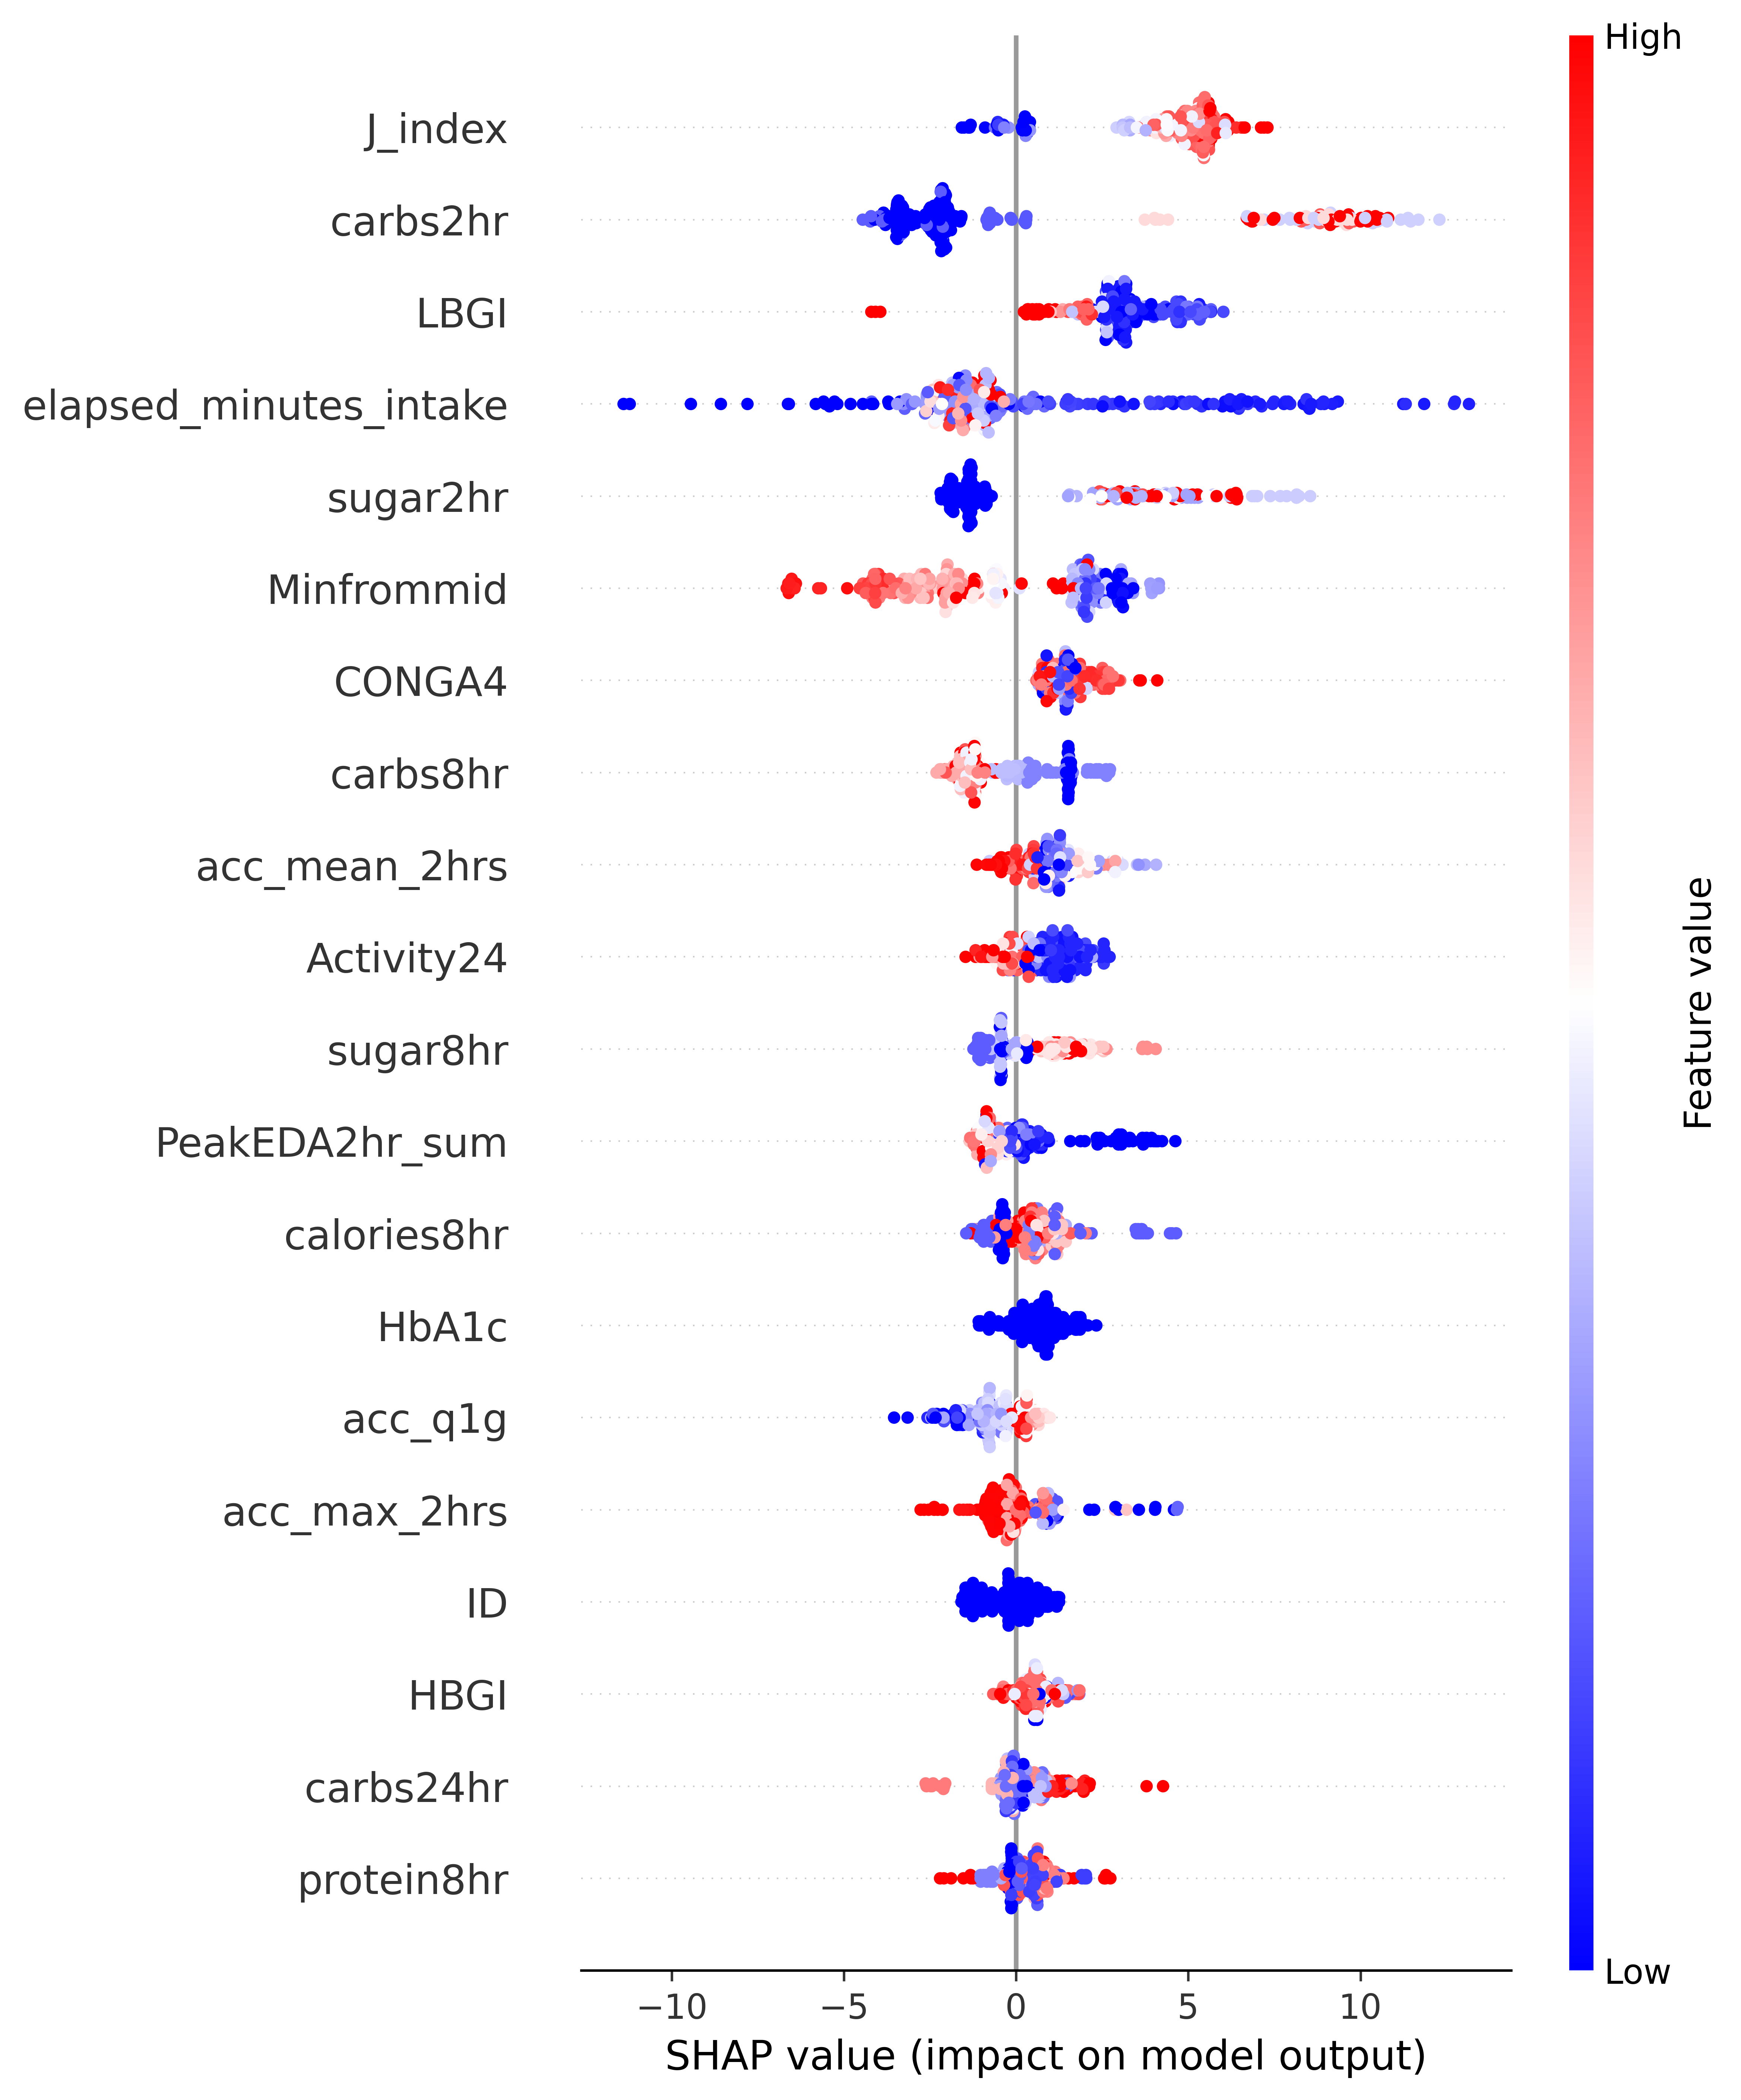 High
J_index
carbs2hr
LBGI
elapsed_minutes_intake
sugar2hr
Minfrommid
CONGA4
carbs8hr
acc_mean_2hrs
Activity24
sugar8hr
PeakEDA2hr_sum
calories8hr
HbA1c
acc_q1g
acc_max_2hrs
ID
HBGI
carbs24hr
protein8hr
Feature value
Low
−10 −5 0 5 10
SHAP value (impact on model output)